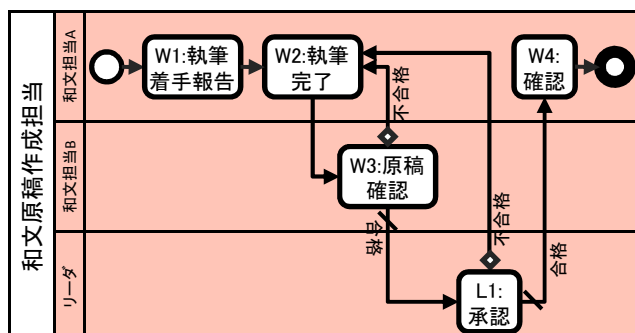 和文原稿作成担当
和文担当A
W1:執筆
着手報告
W2:執筆
完了
W4:
確認
不合格
和文担当B
W3:原稿
確認
合格
不合格
リーダ
L1:
承認
合格